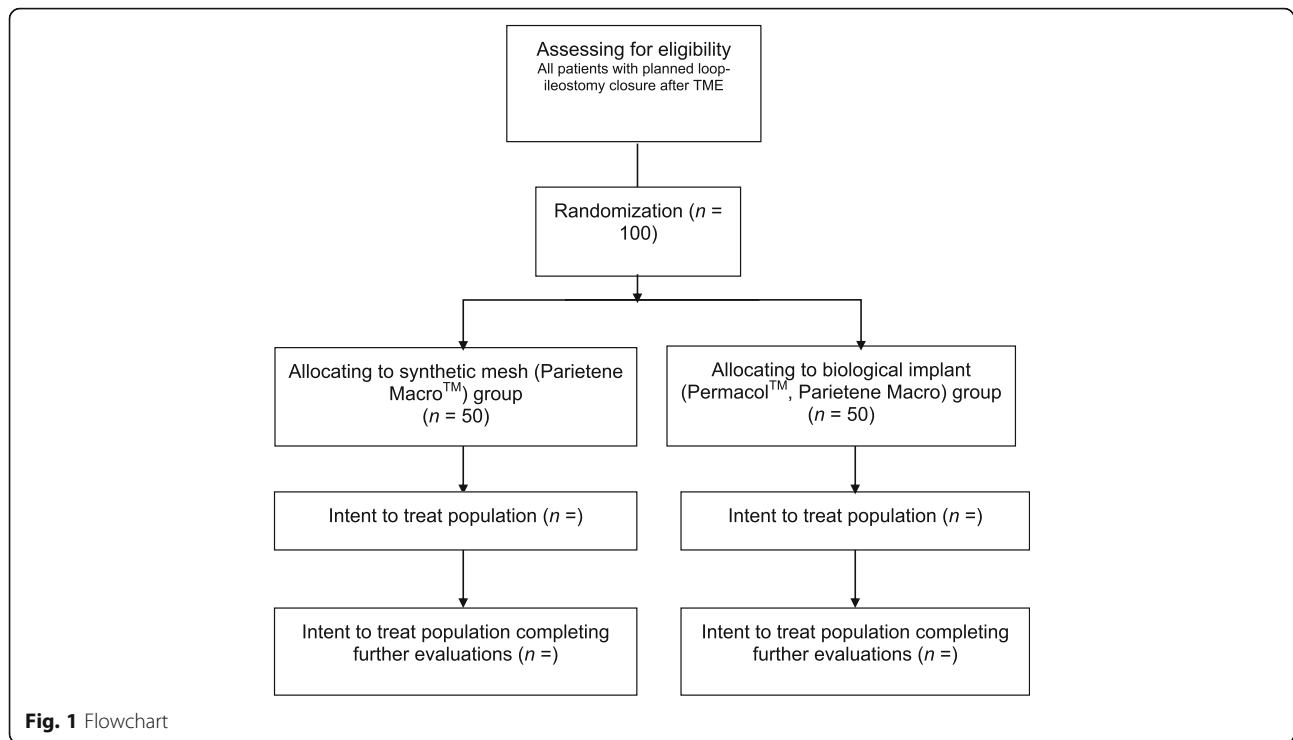 Assessing for eligibility
All patients with planned loop-
ileostomy closure after TME
Randomization (n =
100)
Allocating to synthetic mesh (Parietene
Macro™) group
(n = 50)
Allocating to biological implant
(Permacol™, Parietene Macro) group
(n = 50)
Intent to treat population (n =)
Intent to treat population (n =)
Intent to treat population completing
further evaluations (n =)
Intent to treat population completing
further evaluations (n =)
Fig. 1 Flowchart